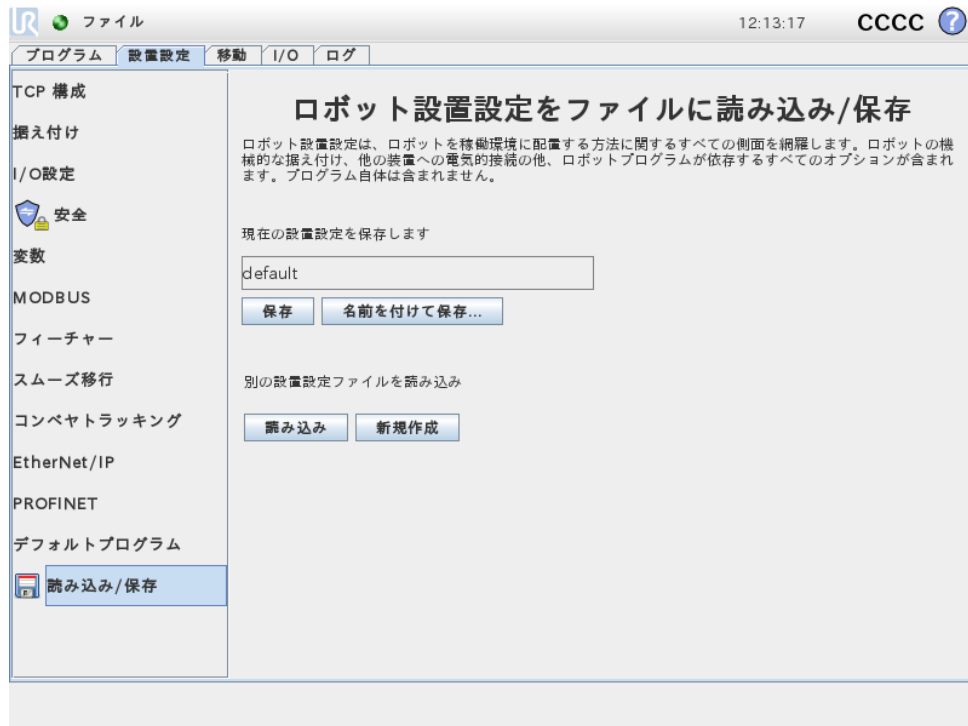 UR ファイル 12:13:17 CCCC ?
プログラム 設置設定 移動 I/O ログ
TCP 構成
据え付け
I/O設定
安全
変数
MODBUS
フィーチャー
スムーズ移行
コンベヤトラッキング
EtherNet/IP
PROFINET
デフォルトプログラム
読み込み/保存
ロボット設置設定をファイルに読み込み/保存
ロボット設置設定は、ロボットを稼働環境に配置する方法に関するすべての側面を網羅します。ロボットの機
械的な据え付け、他の装置への電気的接続の他、ロボットプログラムが依存するすべてのオプションが含まれ
ます。プログラム自体は含まれません。
現在の設置設定を保存します
default
保存 名前を付けて保存...
別の設置設定ファイルを読み込み
読み込み 新規作成